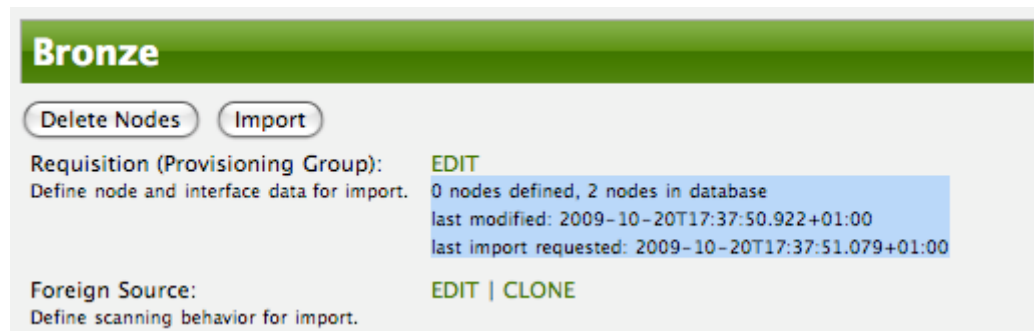 Bronze
Delete Nodes Import
Requisition (Provisioning Group): EDIT
Define node and interface data for import. 0 nodes defined, 2 nodes in database
last modified: 2009-10-20T17:37:50.922+01:00
last import requested: 2009-10-20T17:37:51.079+01:00
Foreign Source: EDIT | CLONE
Define scanning behavior for import.